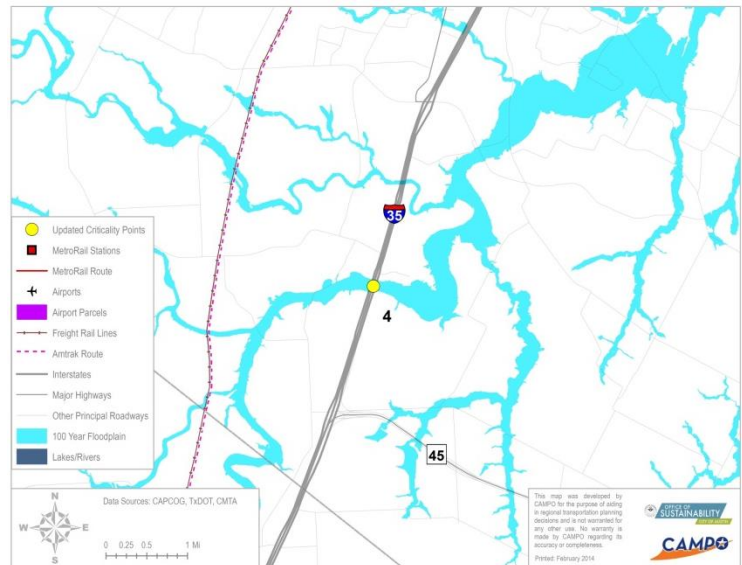 35
4
45
Updated Criticality Points
MetroRail Stations
MetroRail Route
Airports
Airport Parcels
Freight Rail Lines
Amtrak Route
Interstates
Major Highways
Other Principal Roadways
100 Year Floodplain
Lakes/Rivers
N
W
E
S
Data Sources: CAPCOG, TxDOT, CMTA
0 0.25 0.5 1 Mi
This map was developed by
CAMPO for the purpose of aiding
in regional transportation planning
decisions and is not warranted for
any other use. No warranty is
made by CAMPO regarding its
accuracy or completeness.
Printed: February 2014
OFFICE OF
SUSTAINABILITY
CITY OF AUSTIN
CAMPO